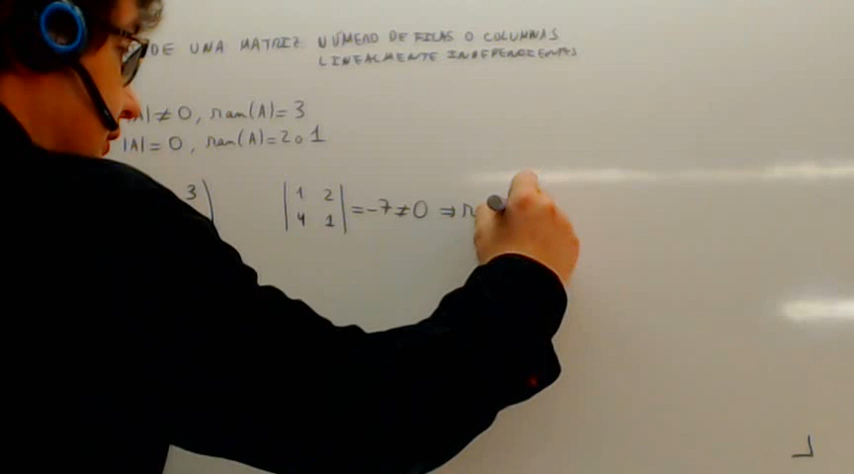 DE UNA MATRIZ NÚMERO DE FILAS O COLUMNAS
LINEALMENTE INDEPENDIENTES
|A| ≠ 0, ran(A) = 3
|A| = 0, ran(A) = 2 o 1
3)
|1 2|
|4 1| = -7 ≠ 0 ⇒ r